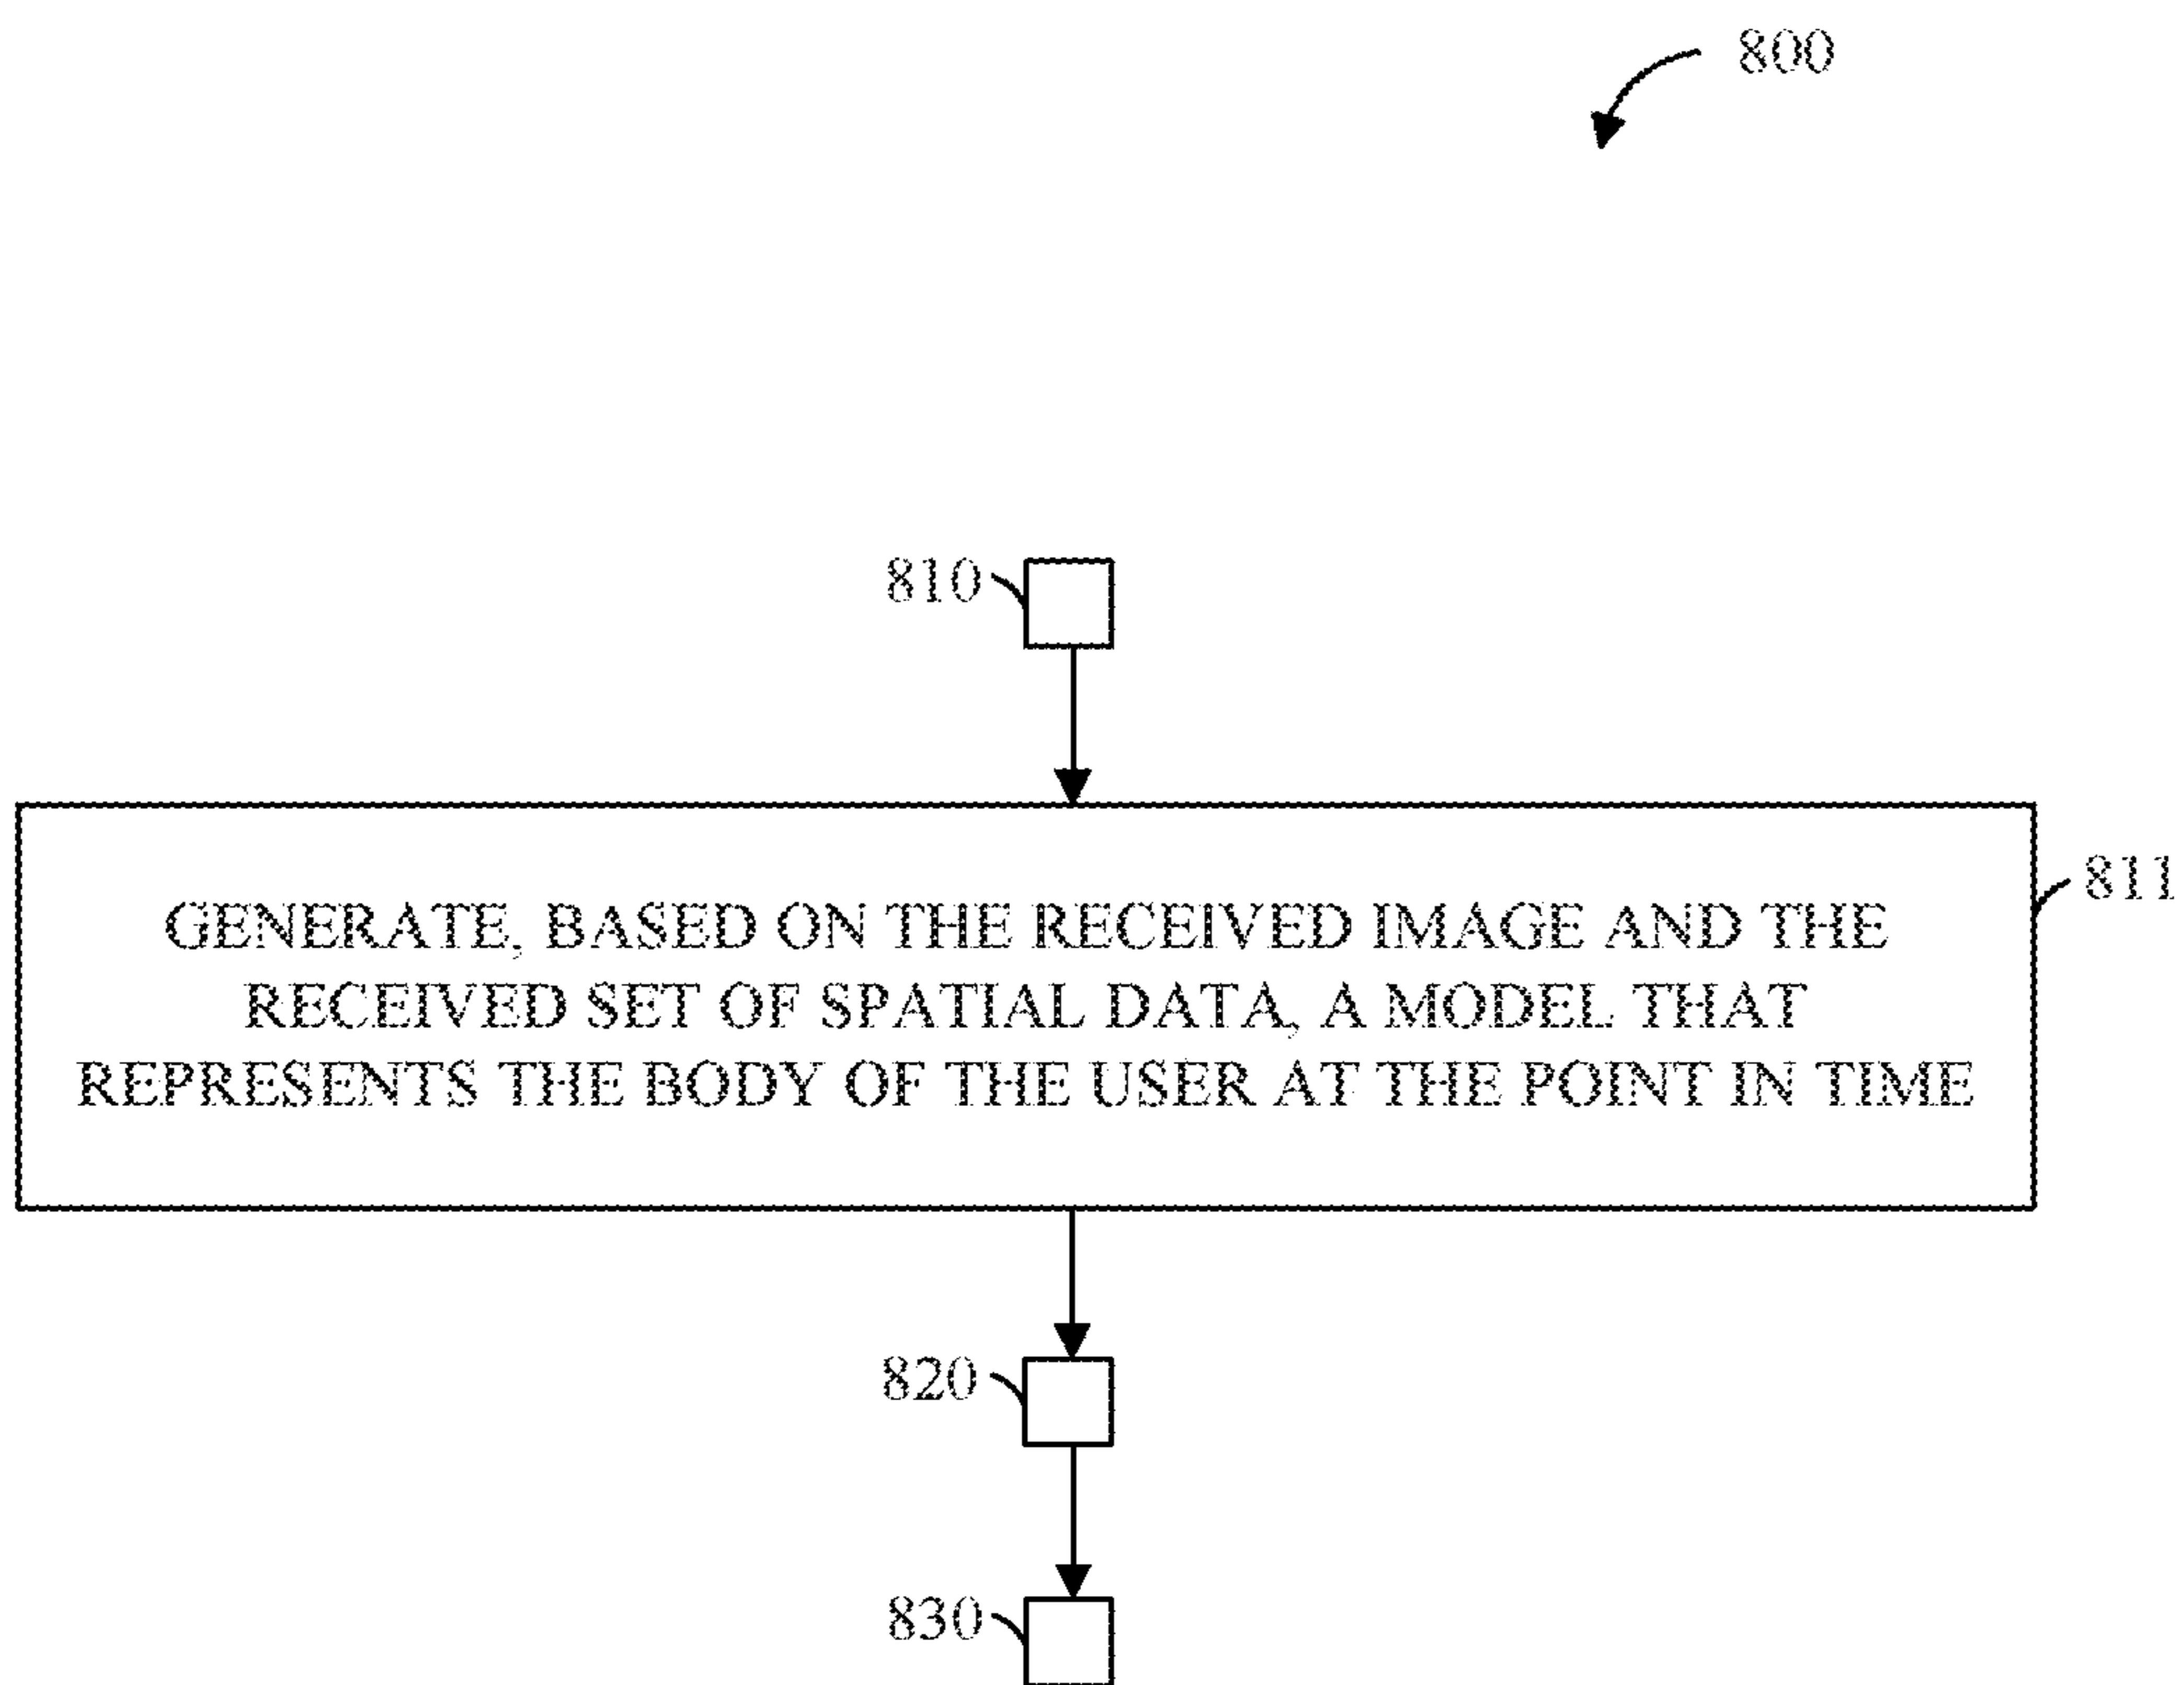 800
810
811
GENERATE, BASED ON THE RECEIVED IMAGE AND THE
RECEIVED SET OF SPATIAL DATA, A MODEL THAT
REPRESENTS THE BODY OF THE USER AT THE POINT IN TIME
820
830